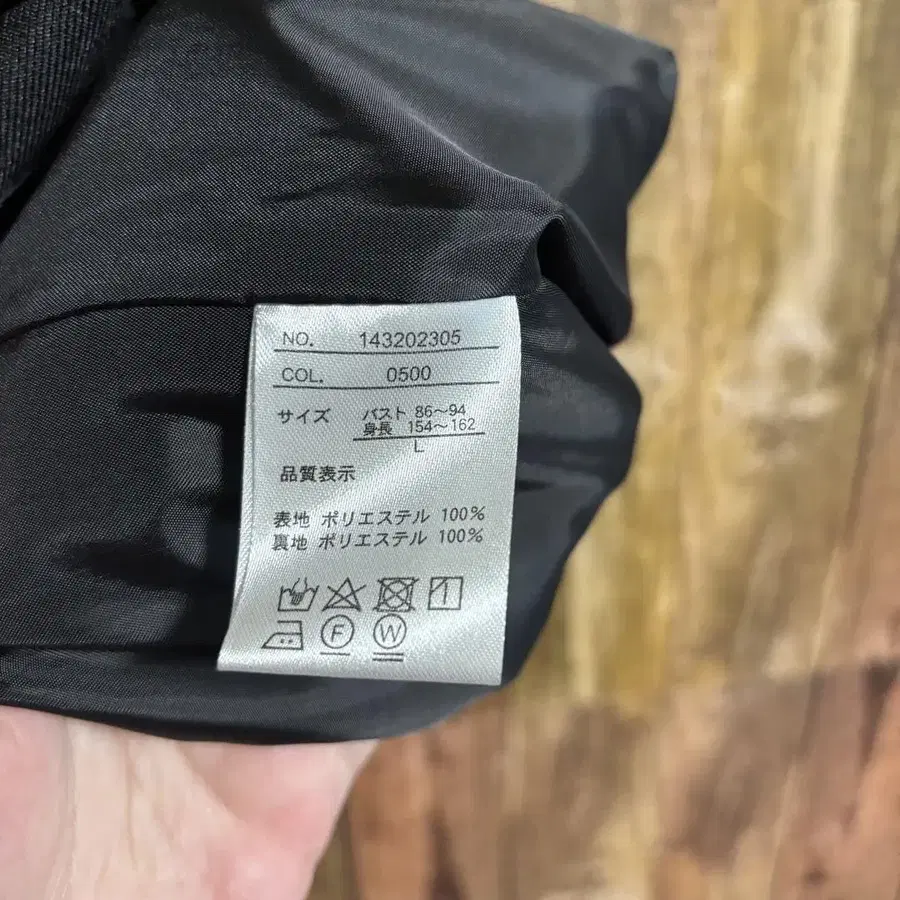 NO. 143202305
COL. 0500
サイズ バスト 86～94
身長 154～162
L
品質表示
表地 ポリエステル 100%
裏地 ポリエステル 100%
1
F W